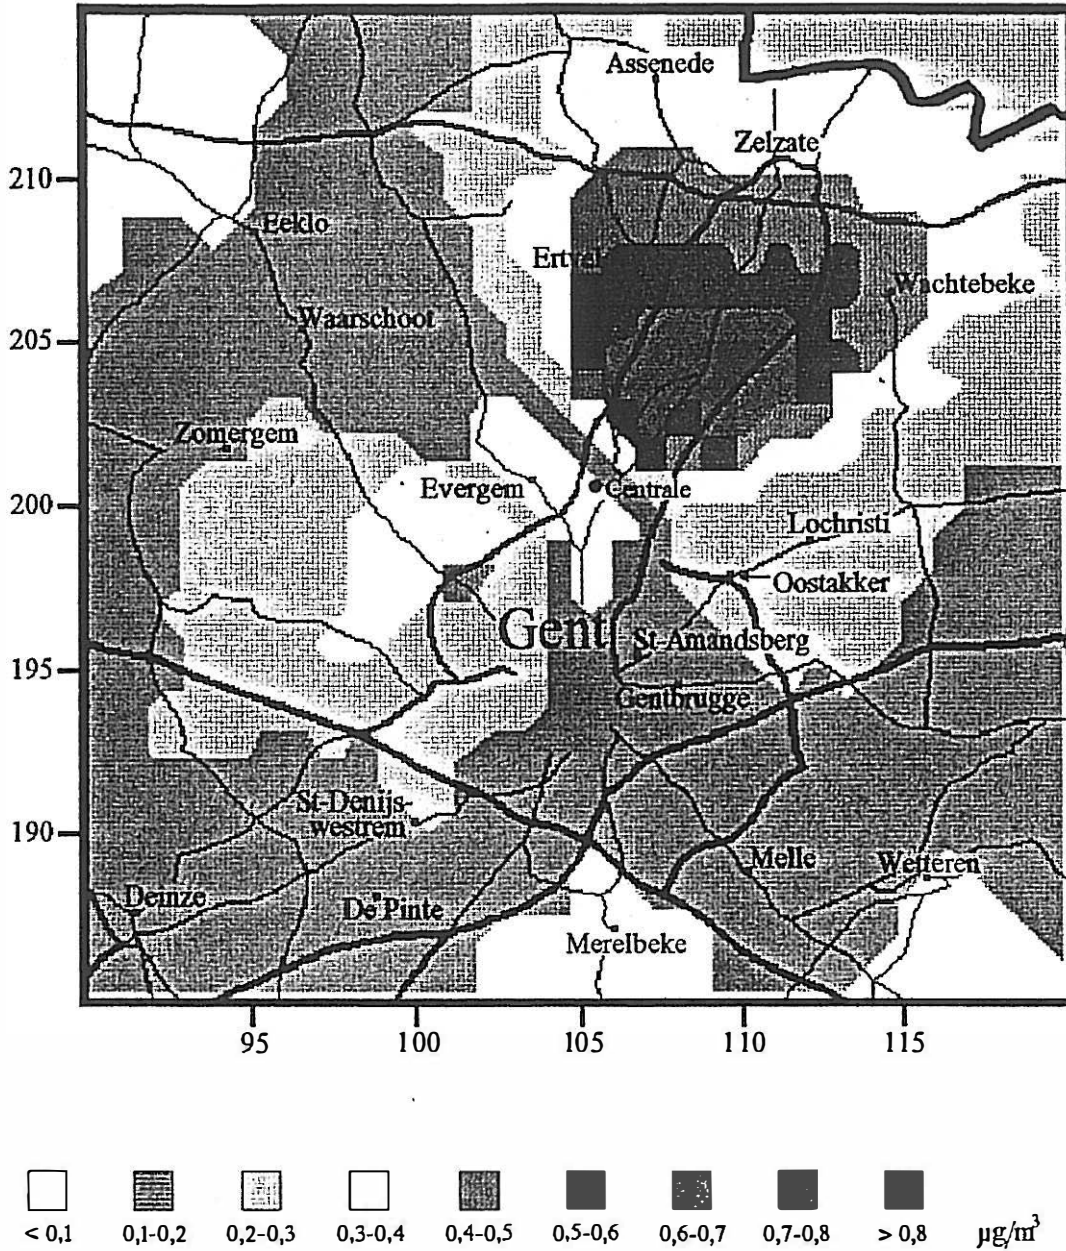 Assenede
Zelzate
210
Eeklo
Ertvel
Wachtebeke
Waarschoot
205
Zomergem
Evergem
Centrale
200
Lochristi
Oostakker
Gent
St-Amandsberg
195
Gentbrugge
St-Denijs-
westrem
190
Melle
Wetteren
Deinze
De Pinte
Merelbeke
95 100 105 110 115
< 0,1 0,1-0,2 0,2-0,3 0,3-0,4 0,4-0,5 0,5-0,6 0,6-0,7 0,7-0,8 > 0,8 µg/m³